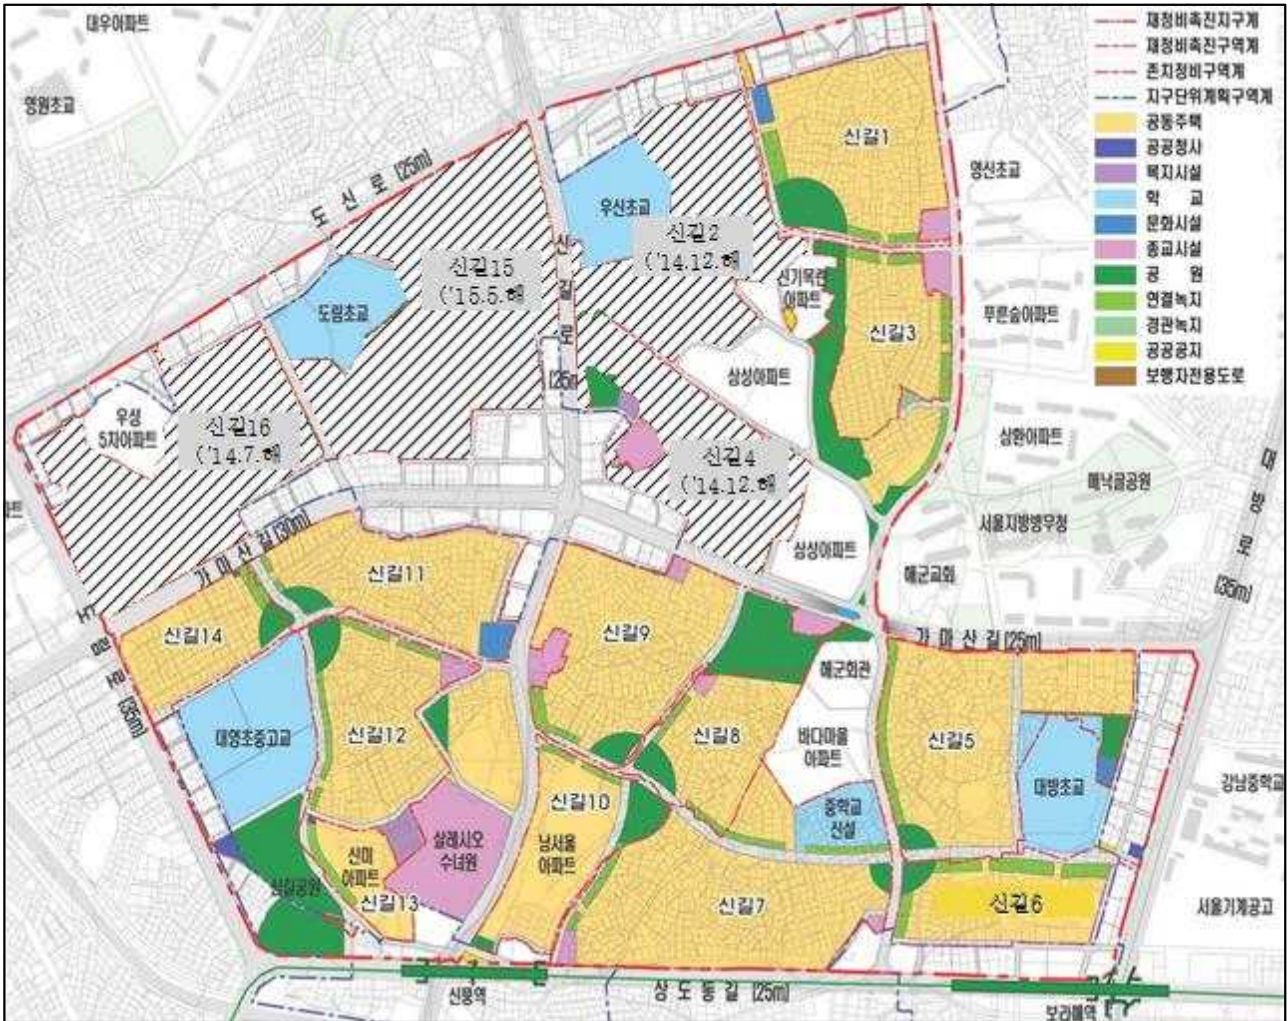 대우아파트
영원초교
재정비촉진지구계
재정비촉진구역계
존치정비구역계
지구단위계획구역계
공동주택
공공청사
복지시설
학 교
문화시설
종교시설
공 원
연결녹지
경관녹지
공공공지
보행자전용도로
신길1
영신초교
도 신 로 (25m)
우신초교
신길2
('14.12.해
신 길 로
(25m
신길15
('15.5.해
도림초교
신기목련
아파트
신길3
푸른솔아파트
삼성아파트
우성
5차아파트
신길16
('14.7.해
신길4
('14.12.해
삼환아파트
메낙골공원
서울지방병무청
삼성아파트
해군교회
가 마 산 길 (30m)
신길11
신길14
신길9
가 마 산 길 (25m)
해군회관
(35m)
(35m)
대영초중고교
신길12
신길8
바다마을
아파트
신길5
대방초교
강남중학교
신길10
중학교
신설
남서울
아파트
살레시오
수녀원
산미
아파트
신길13
신길공원
신길7
신길6
서울기계공고
신풍역
상 도 동 길 (25m)
보라매역